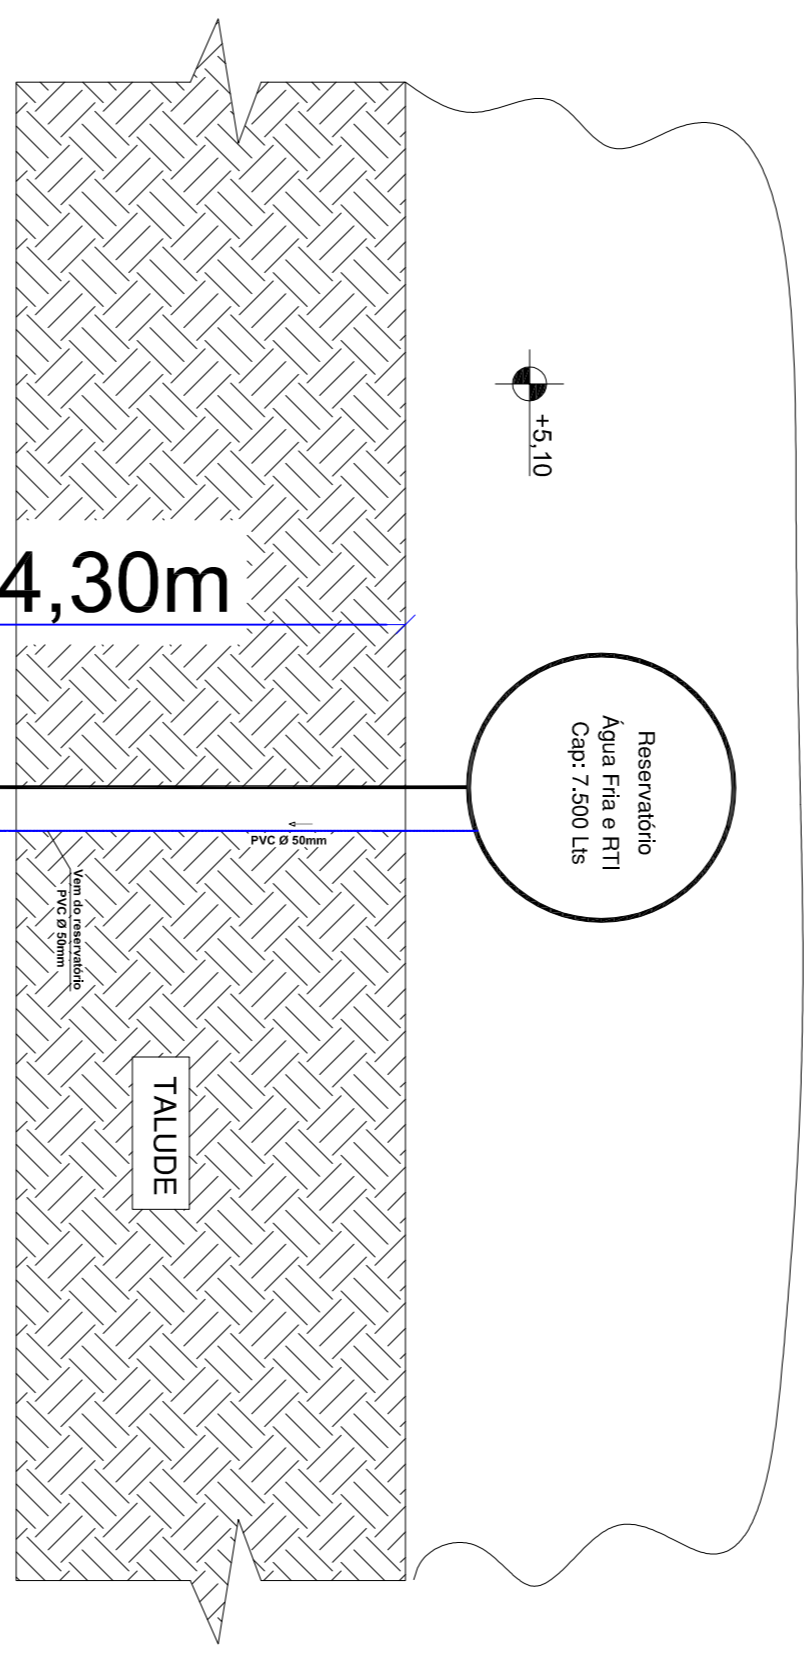 +5,10
4,30m
Reservatório
Água Fria e RTI
Cap: 7.500 Lts
PVC Ø 50mm
Vem do reservatório
PVC Ø 50mm
TALUDE